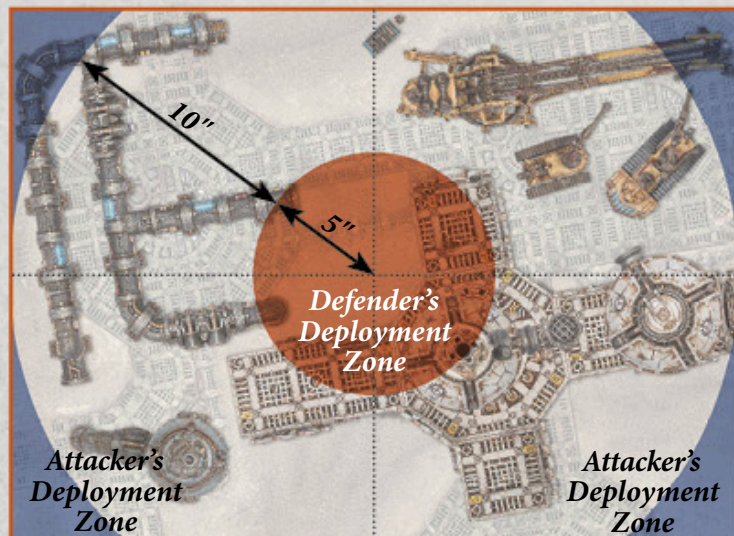 10"
5"
Defender's
Deployment
Zone
Attacker's
Deployment
Zone
Attacker's
Deployment
Zone